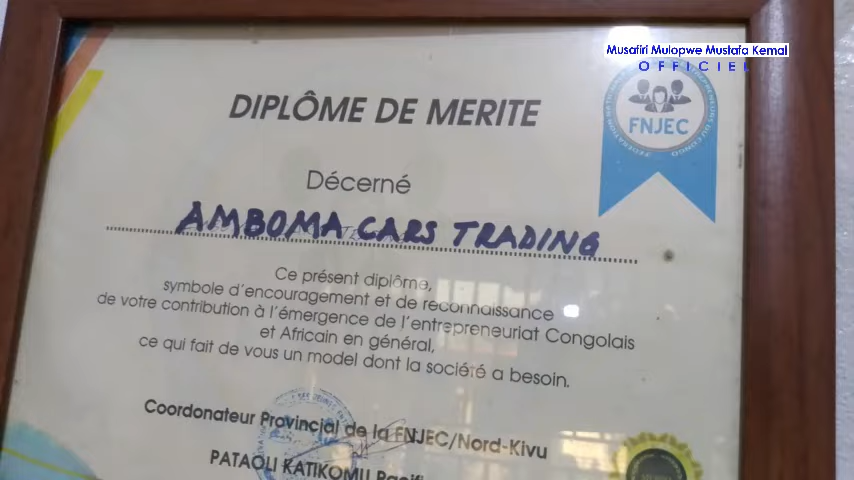 Musafiri Mulopwe Mustafa Kemal
OFFICIEL
DIPLÔME DE MERITE
FNJEC
Décerné
AMBOMA CARS TRADING
Ce présent diplôme,
symbole d'encouragement et de reconnaissance
de votre contribution à l'émergence de l'entrepreneuriat Congolais
et Africain en général,
ce qui fait de vous un model dont la société a besoin.
Coordonateur Provincial de la FNJEC/Nord-Kivu
PATAOLI KATIKOMU